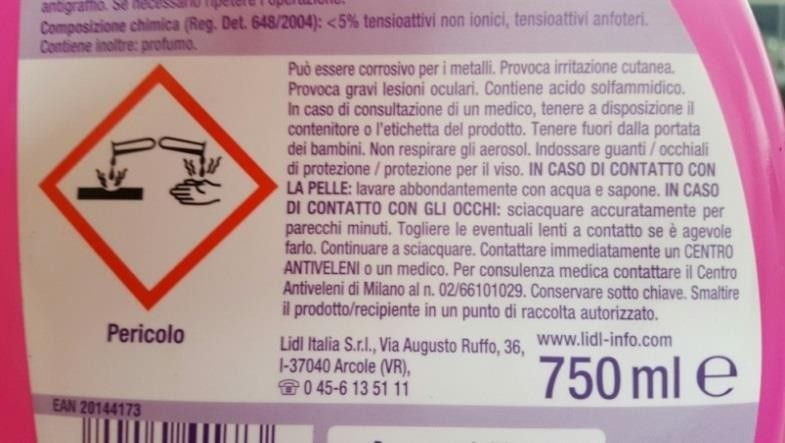 antigraffio. Se necessario ripetere l'operazione.
Composizione chimica (Reg. Det. 648/2004): <5% tensioattivi non ionici, tensioattivi anfoteri.
Contiene inoltre: profumo.
Può essere corrosivo per i metalli. Provoca irritazione cutanea.
Provoca gravi lesioni oculari. Contiene acido solfammidico.
In caso di consultazione di un medico, tenere a disposizione il
contenitore o l'etichetta del prodotto. Tenere fuori dalla portata
dei bambini. Non respirare gli aerosol. Indossare guanti / occhiali
di protezione / protezione per il viso. IN CASO DI CONTATTO CON
LA PELLE: lavare abbondantemente con acqua e sapone. IN CASO
DI CONTATTO CON GLI OCCHI: sciacquare accuratamente per
parecchi minuti. Togliere le eventuali lenti a contatto se è agevole
farlo. Continuare a sciacquare. Contattare immediatamente un CENTRO
ANTIVELENI o un medico. Per consulenza medica contattare il Centro
Antiveleni di Milano al n. 02/66101029. Conservare sotto chiave. Smaltire
il prodotto/recipiente in un punto di raccolta autorizzato.
Pericolo
Lidl Italia S.r.l., Via Augusto Ruffo, 36,
I-37040 Arcole (VR),
☏ 0 45-6 13 51 11
www.lidl-info.com
750 ml e
EAN 20144173